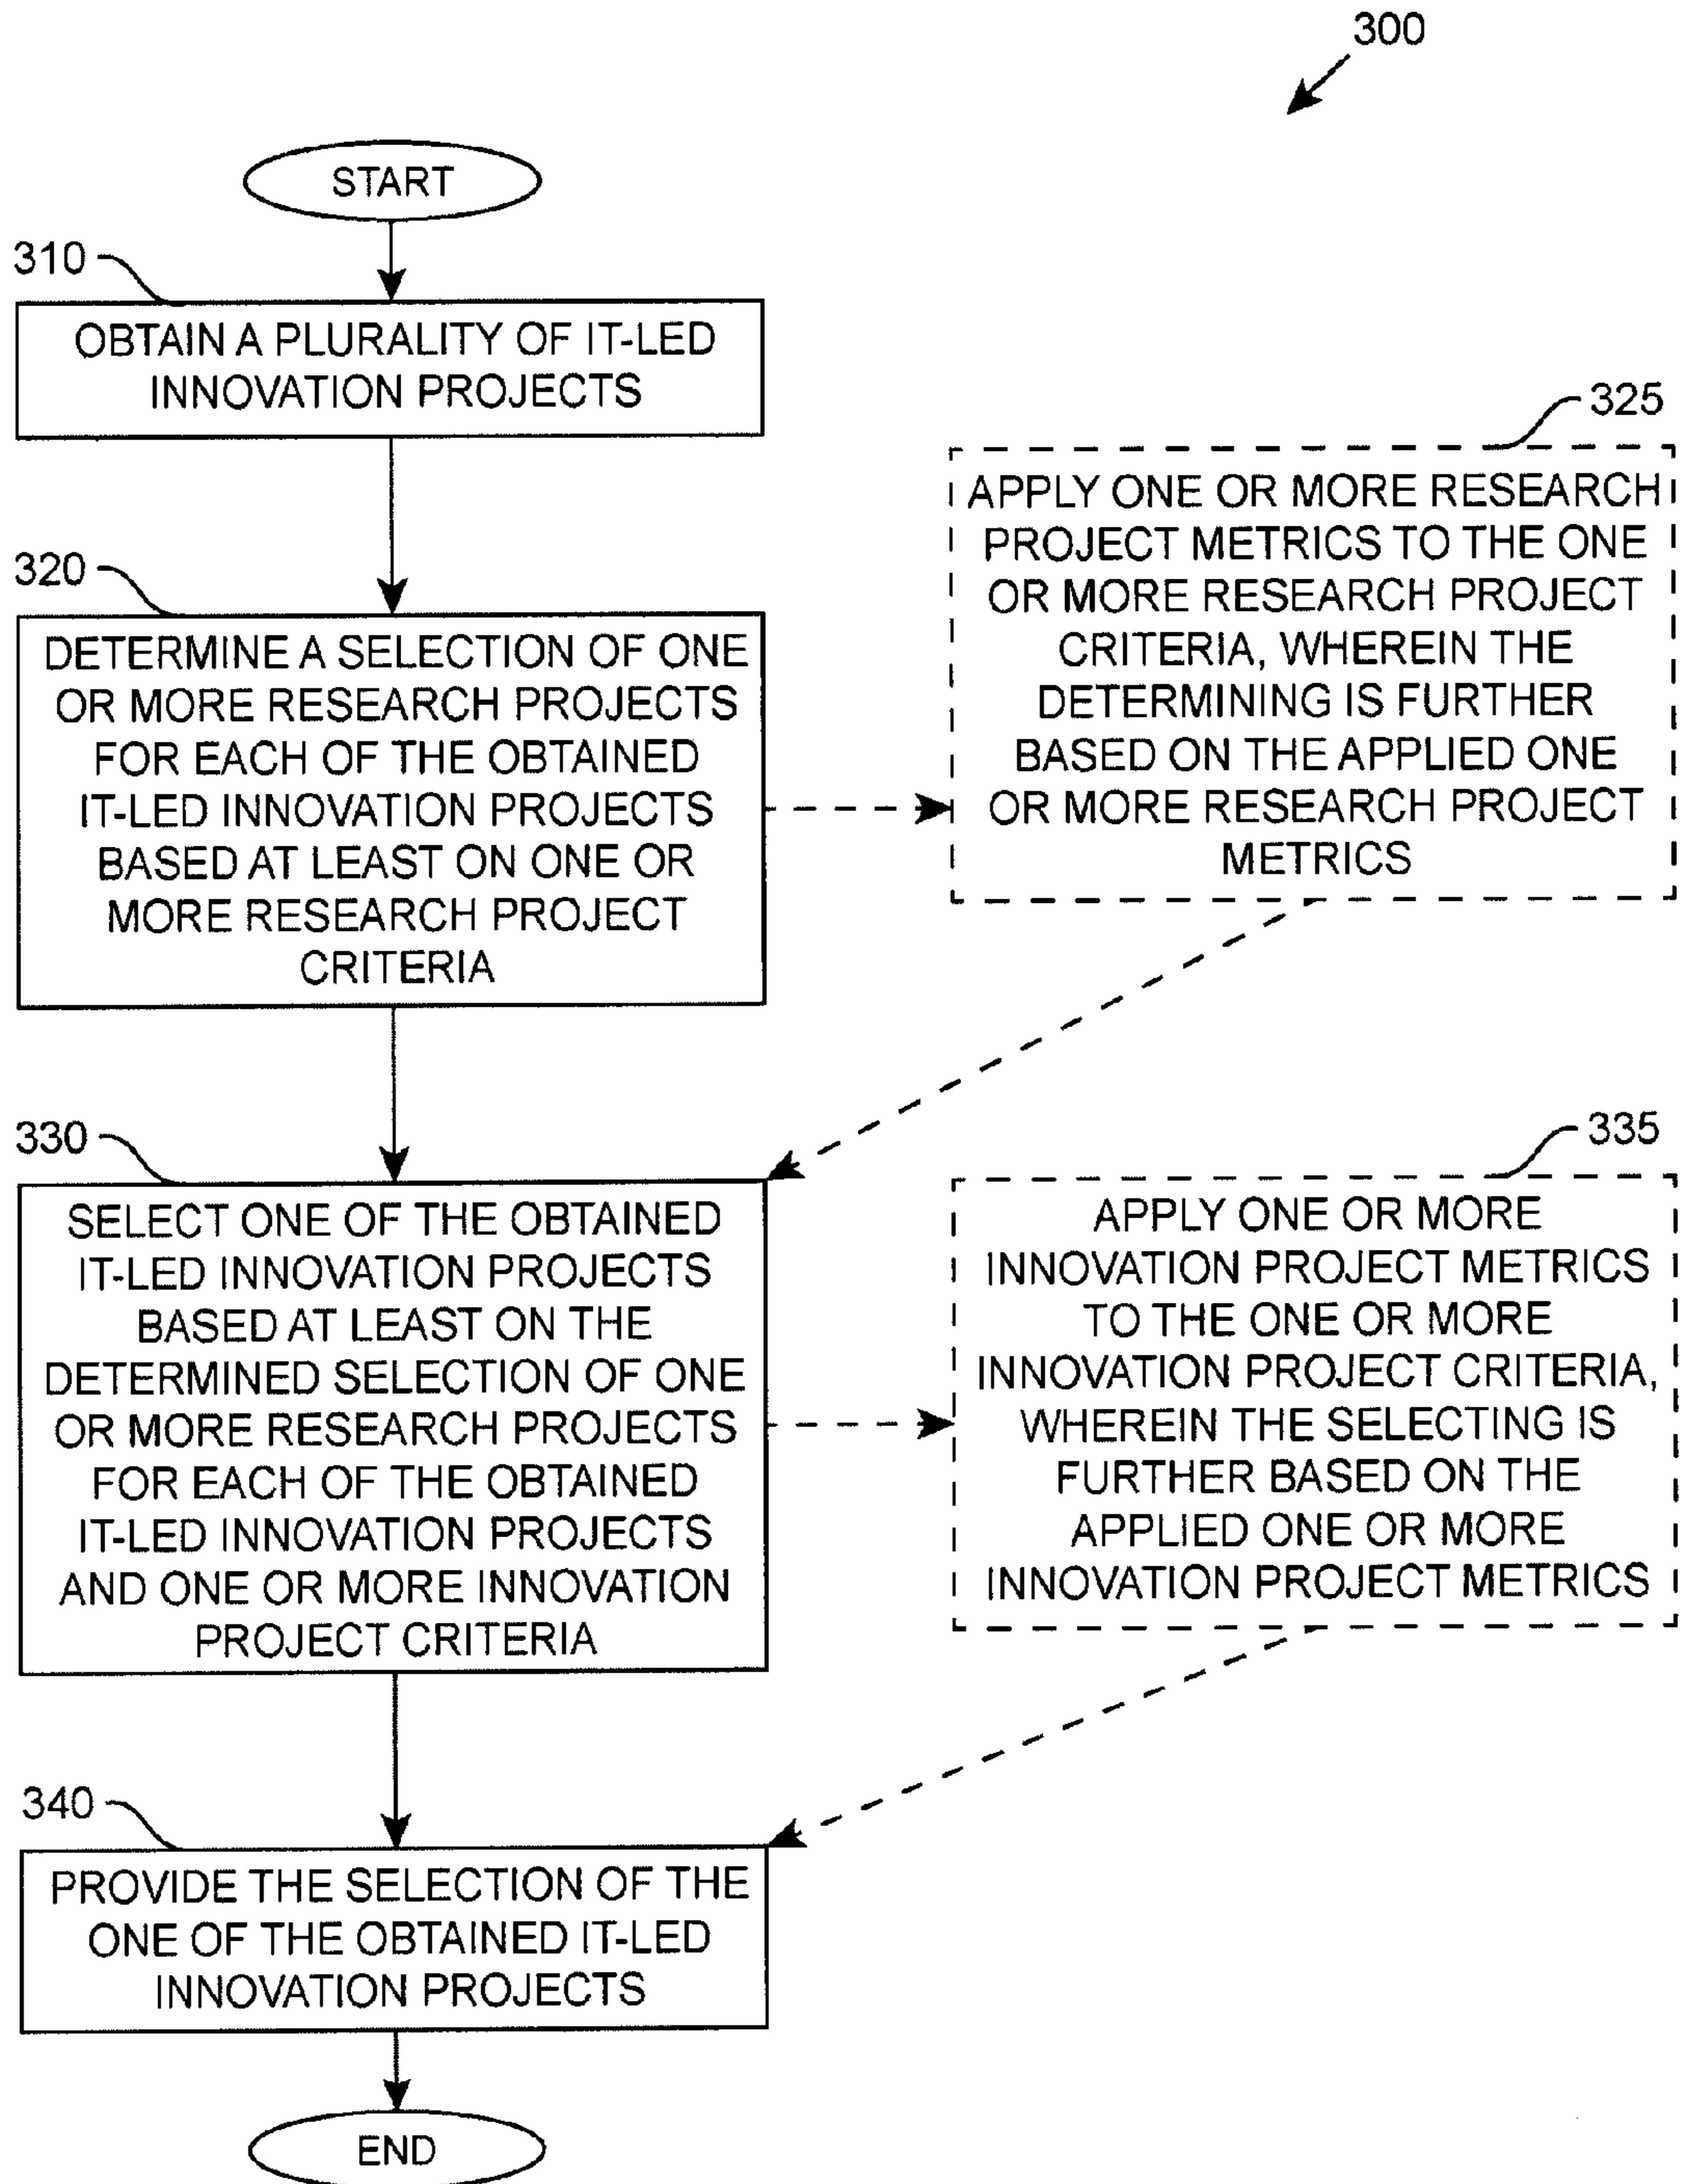 300
START
310
OBTAIN A PLURALITY OF IT-LED
INNOVATION PROJECTS
320
DETERMINE A SELECTION OF ONE
OR MORE RESEARCH PROJECTS
FOR EACH OF THE OBTAINED
IT-LED INNOVATION PROJECTS
BASED AT LEAST ON ONE OR
MORE RESEARCH PROJECT
CRITERIA
325
APPLY ONE OR MORE RESEARCH
PROJECT METRICS TO THE ONE
OR MORE RESEARCH PROJECT
CRITERIA, WHEREIN THE
DETERMINING IS FURTHER
BASED ON THE APPLIED ONE
OR MORE RESEARCH PROJECT
METRICS
330
SELECT ONE OF THE OBTAINED
IT-LED INNOVATION PROJECTS
BASED AT LEAST ON THE
DETERMINED SELECTION OF ONE
OR MORE RESEARCH PROJECTS
FOR EACH OF THE OBTAINED
IT-LED INNOVATION PROJECTS
AND ONE OR MORE INNOVATION
PROJECT CRITERIA
335
APPLY ONE OR MORE
INNOVATION PROJECT METRICS
TO THE ONE OR MORE
INNOVATION PROJECT CRITERIA,
WHEREIN THE SELECTING IS
FURTHER BASED ON THE
APPLIED ONE OR MORE
INNOVATION PROJECT METRICS
340
PROVIDE THE SELECTION OF THE
ONE OF THE OBTAINED IT-LED
INNOVATION PROJECTS
END